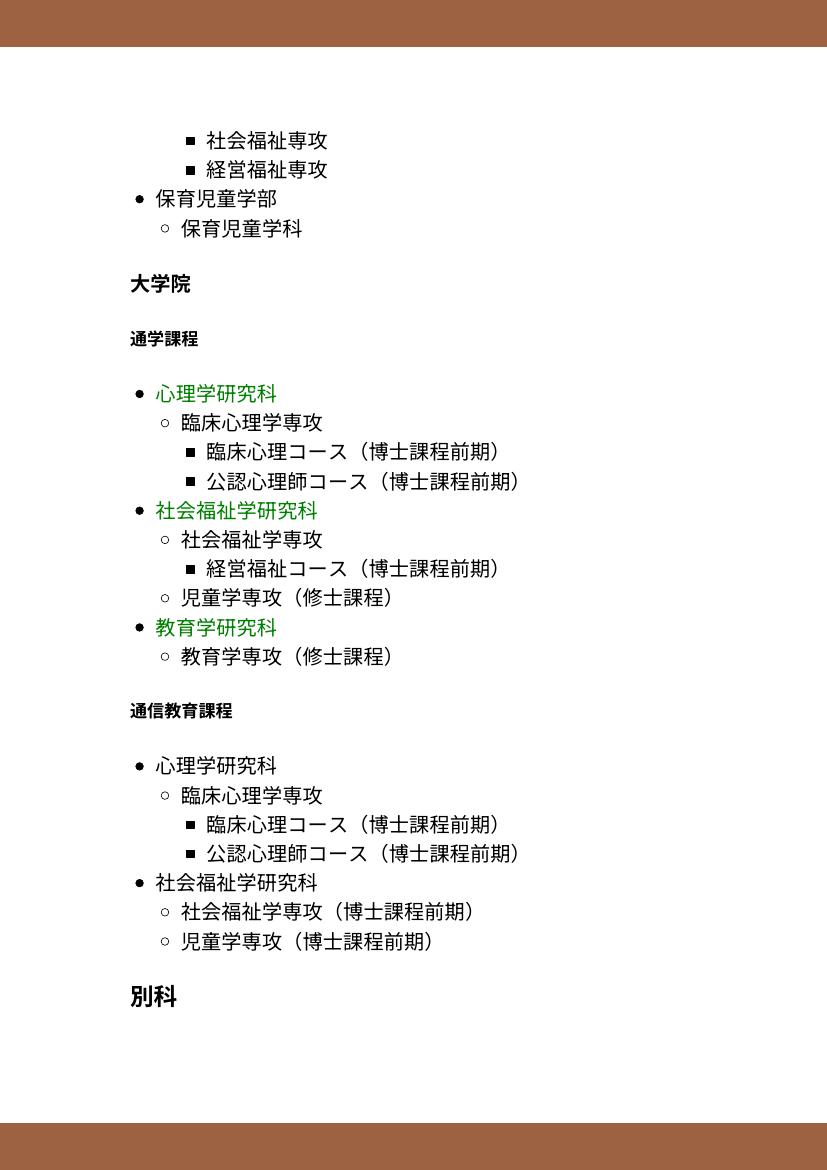 社会福祉専攻
経営福祉専攻
保育児童学部
保育児童学科
大学院
通学課程
心理学研究科
臨床心理学専攻
臨床心理コース（博士課程前期）
公認心理師コース（博士課程前期）
社会福祉学研究科
社会福祉学専攻
経営福祉コース（博士課程前期）
児童学専攻（修士課程）
教育学研究科
教育学専攻（修士課程）
通信教育課程
心理学研究科
臨床心理学専攻
臨床心理コース（博士課程前期）
公認心理師コース（博士課程前期）
社会福祉学研究科
社会福祉学専攻（博士課程前期）
児童学専攻（博士課程前期）
別科